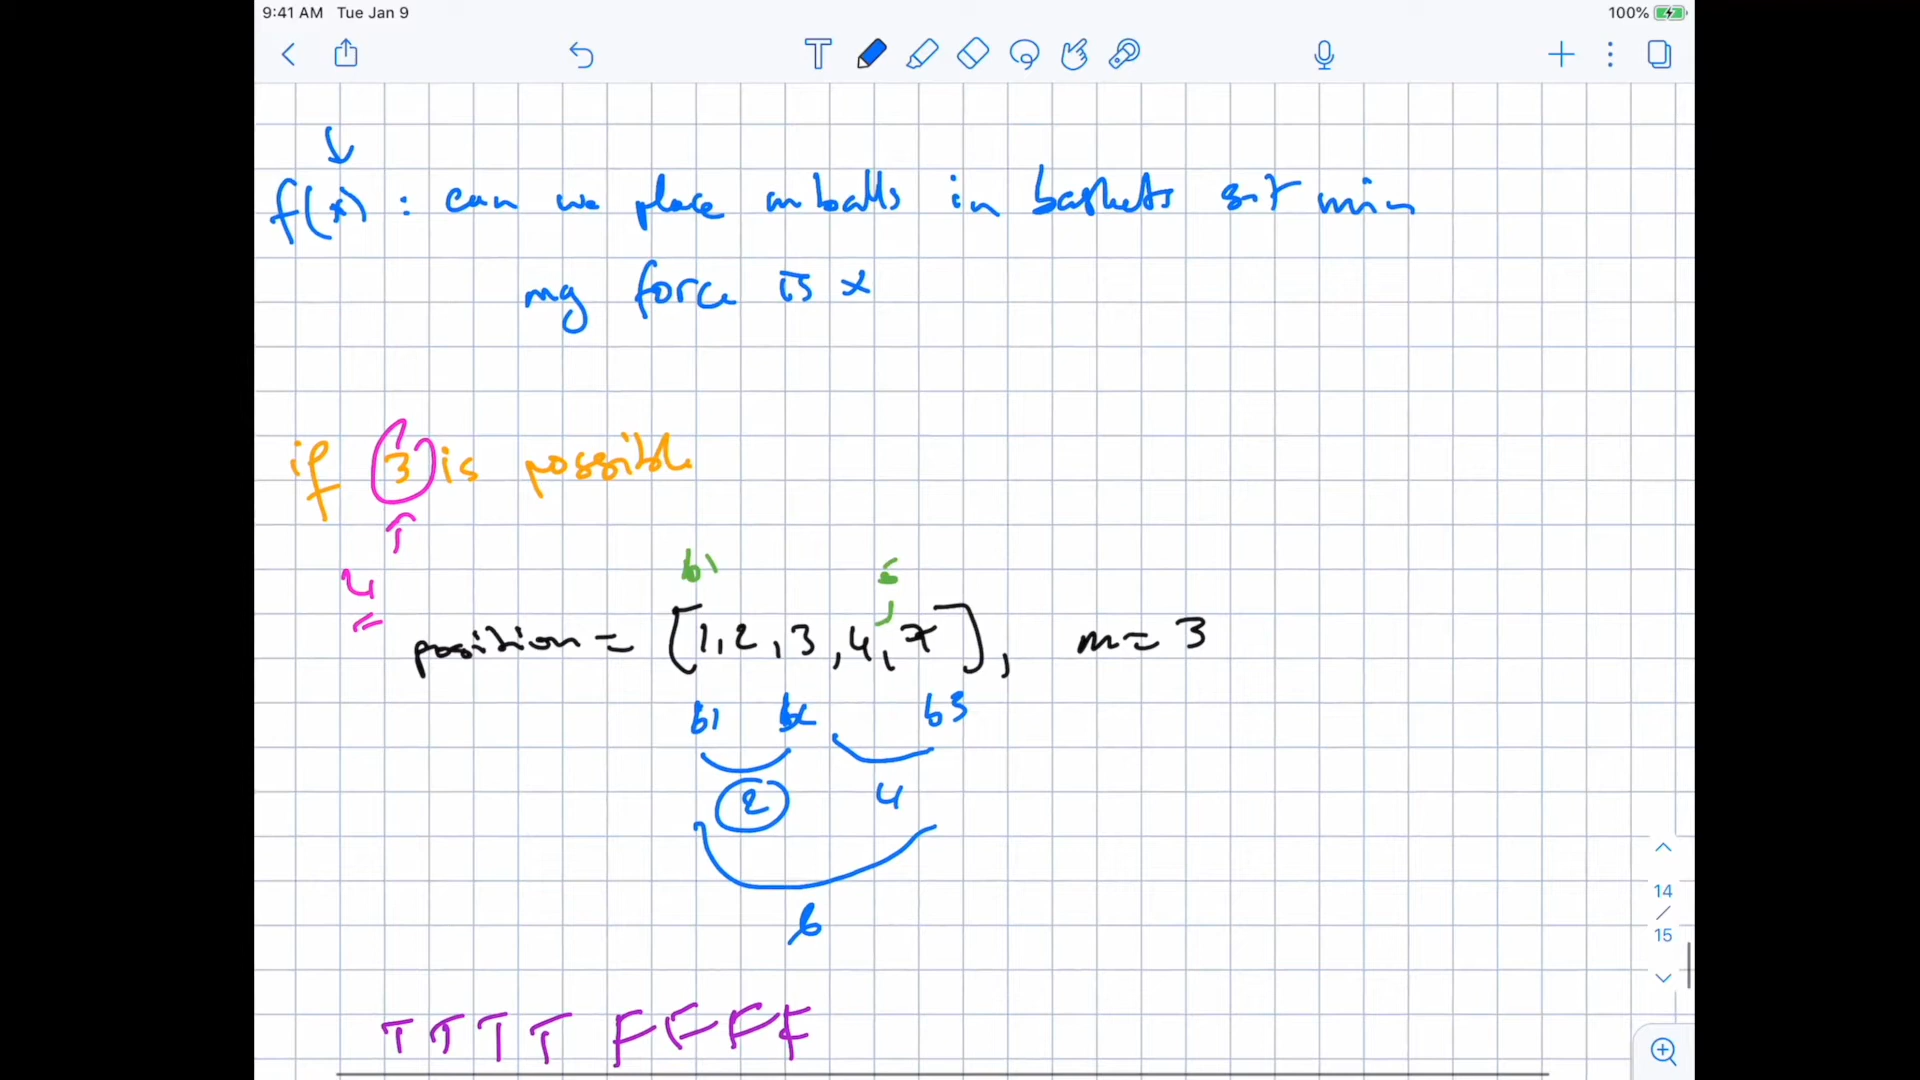 9:41 AM Tue Jan 9
100%
f(x) : can we place m balls in baskets s.t min
mg force is x
if 3 is possible
4
b1
position = [1,2,3,4,7], m = 3
b1 b2 b3
2 4
6
14
/
15
T T T T F F F F